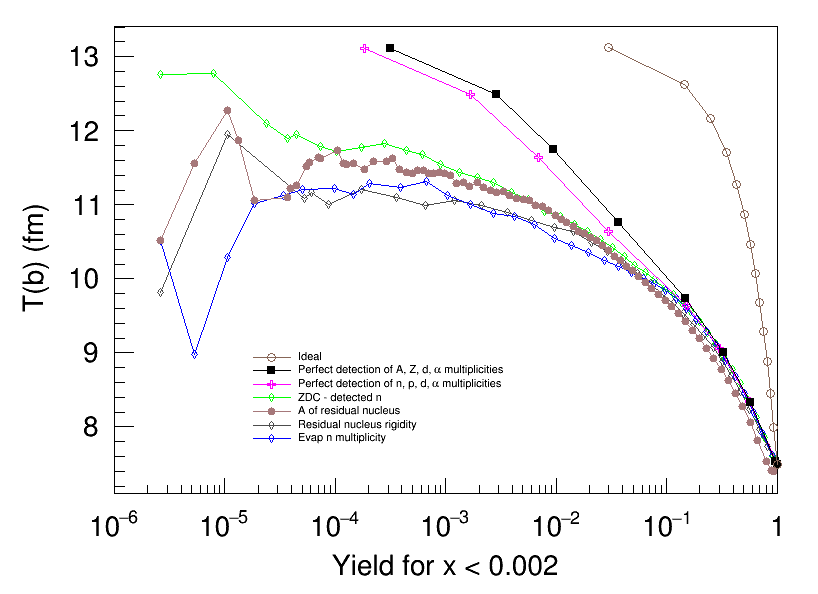 T(b) (fm)
13
12
11
10
9
8
Ideal
Perfect detection of A, Z, d, α multiplicities
Perfect detection of n, p, d, α multiplicities
ZDC - detected n
A of residual nucleus
Residual nucleus rigidity
Evap n multiplicity
10⁻⁶ 10⁻⁵ 10⁻⁴ 10⁻³ 10⁻² 10⁻¹ 1
Yield for x < 0.002